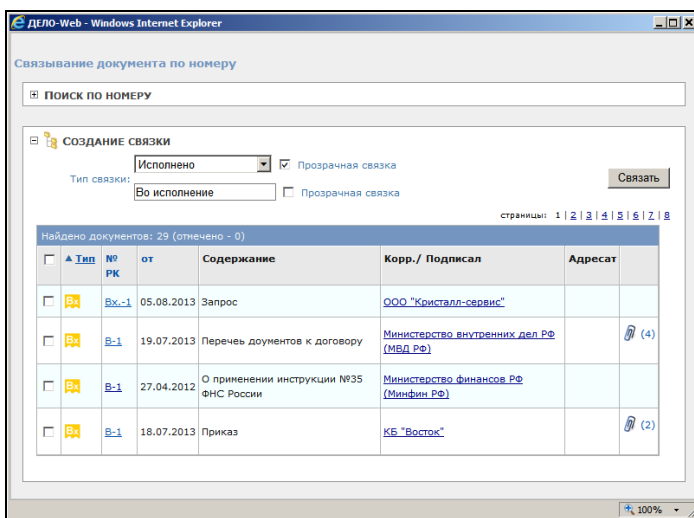 ДЕЛО-Web - Windows Internet Explorer
Связывание документа по номеру
ПОИСК ПО НОМЕРУ
СОЗДАНИЕ СВЯЗКИ
Тип связки:
Исполнено Прозрачная связка
Во исполнение Прозрачная связка
Связать
страницы: 1 | 2 | 3 | 4 | 5 | 6 | 7 | 8
Найдено документов: 29 (отмечено - 0)
Тип № РК от Содержание Корр./ Подписал Адресат
Вх Вх.-1 05.08.2013 Запрос ООО "Кристалл-сервис"
Вх В-1 19.07.2013 Перечеь доументов к договору Министерство внутренних дел РФ (МВД РФ) (4)
Вх В-1 27.04.2012 О применении инструкции №35 ФНС России Министерство финансов РФ (Минфин РФ)
Вх В-1 18.07.2013 Приказ КБ "Восток" (2)
100%